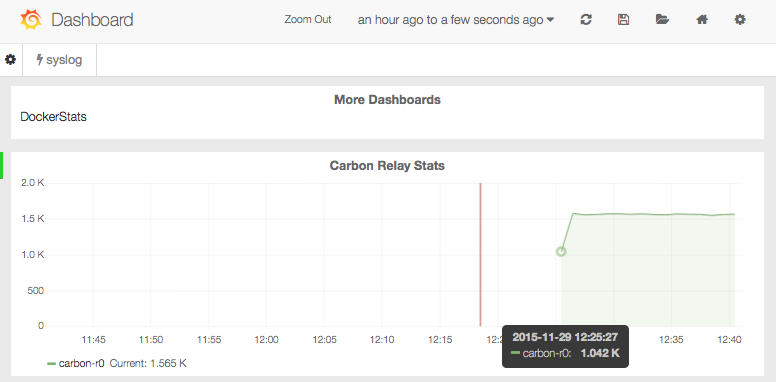 Dashboard Zoom Out an hour ago to a few seconds ago
syslog
More Dashboards
DockerStats
Carbon Relay Stats
2.0 K
1.5 K
1.0 K
500
0
11:45 11:50 11:55 12:00 12:05 12:10 12:15 12:35 12:40
2015-11-29 12:25:27
carbon-r0: 1.042 K
carbon-r0 Current: 1.565 K